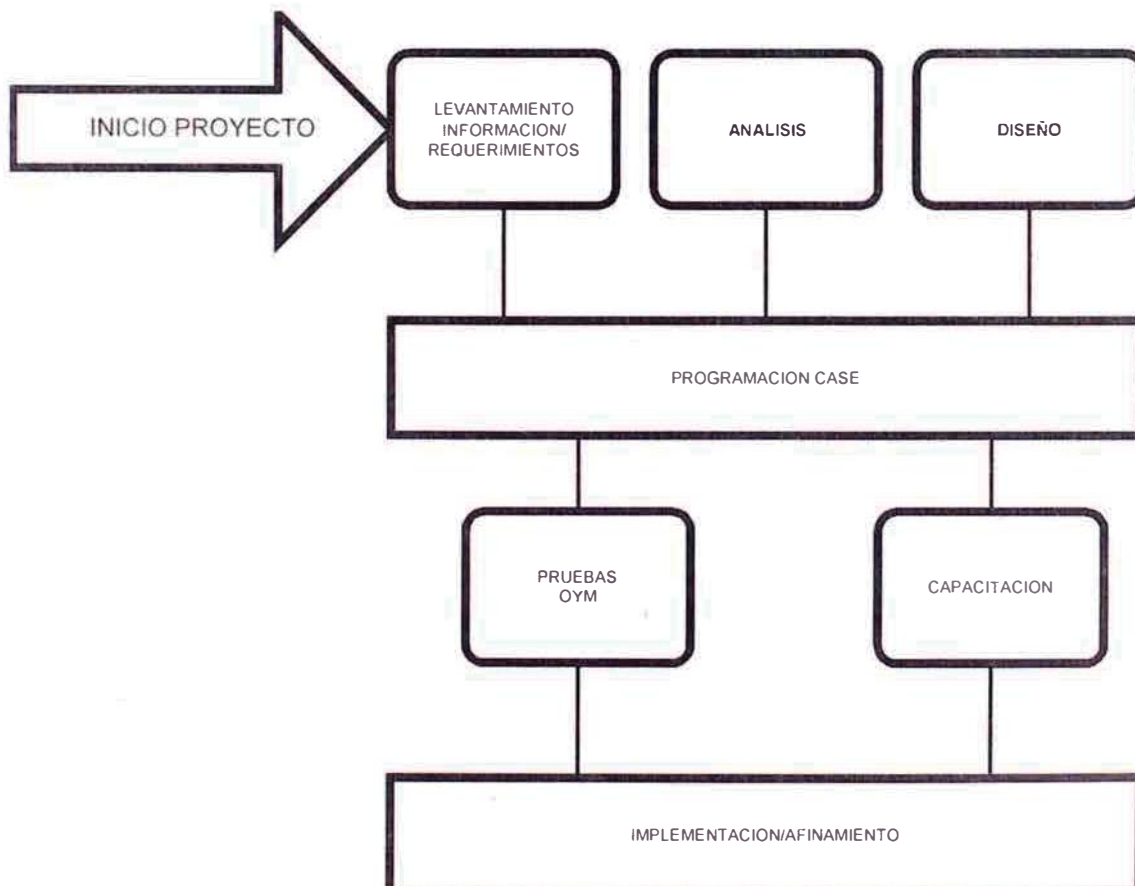 INICIO PROYECTO
LEVANTAMIENTO
INFORMACION/
REQUERIMIENTOS
ANALISIS
DISEÑO
PROGRAMACION CASE
PRUEBAS
OYM
CAPACITACION
IMPLEMENTACION/AFINAMIENTO